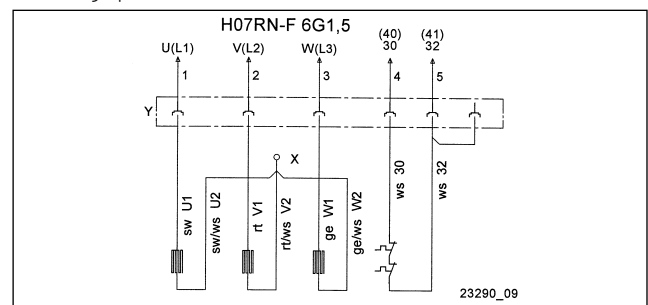 H07RN-F 6G1,5
U(L1) V(L2) W(L3) (40) 30 (41) 32
1 2 3 4 5
Y
X
sw U1
sw/ws U2
rt V1
rt/ws V2
ge W1
ge/ws W2
ws 30
ws 32
23290_09